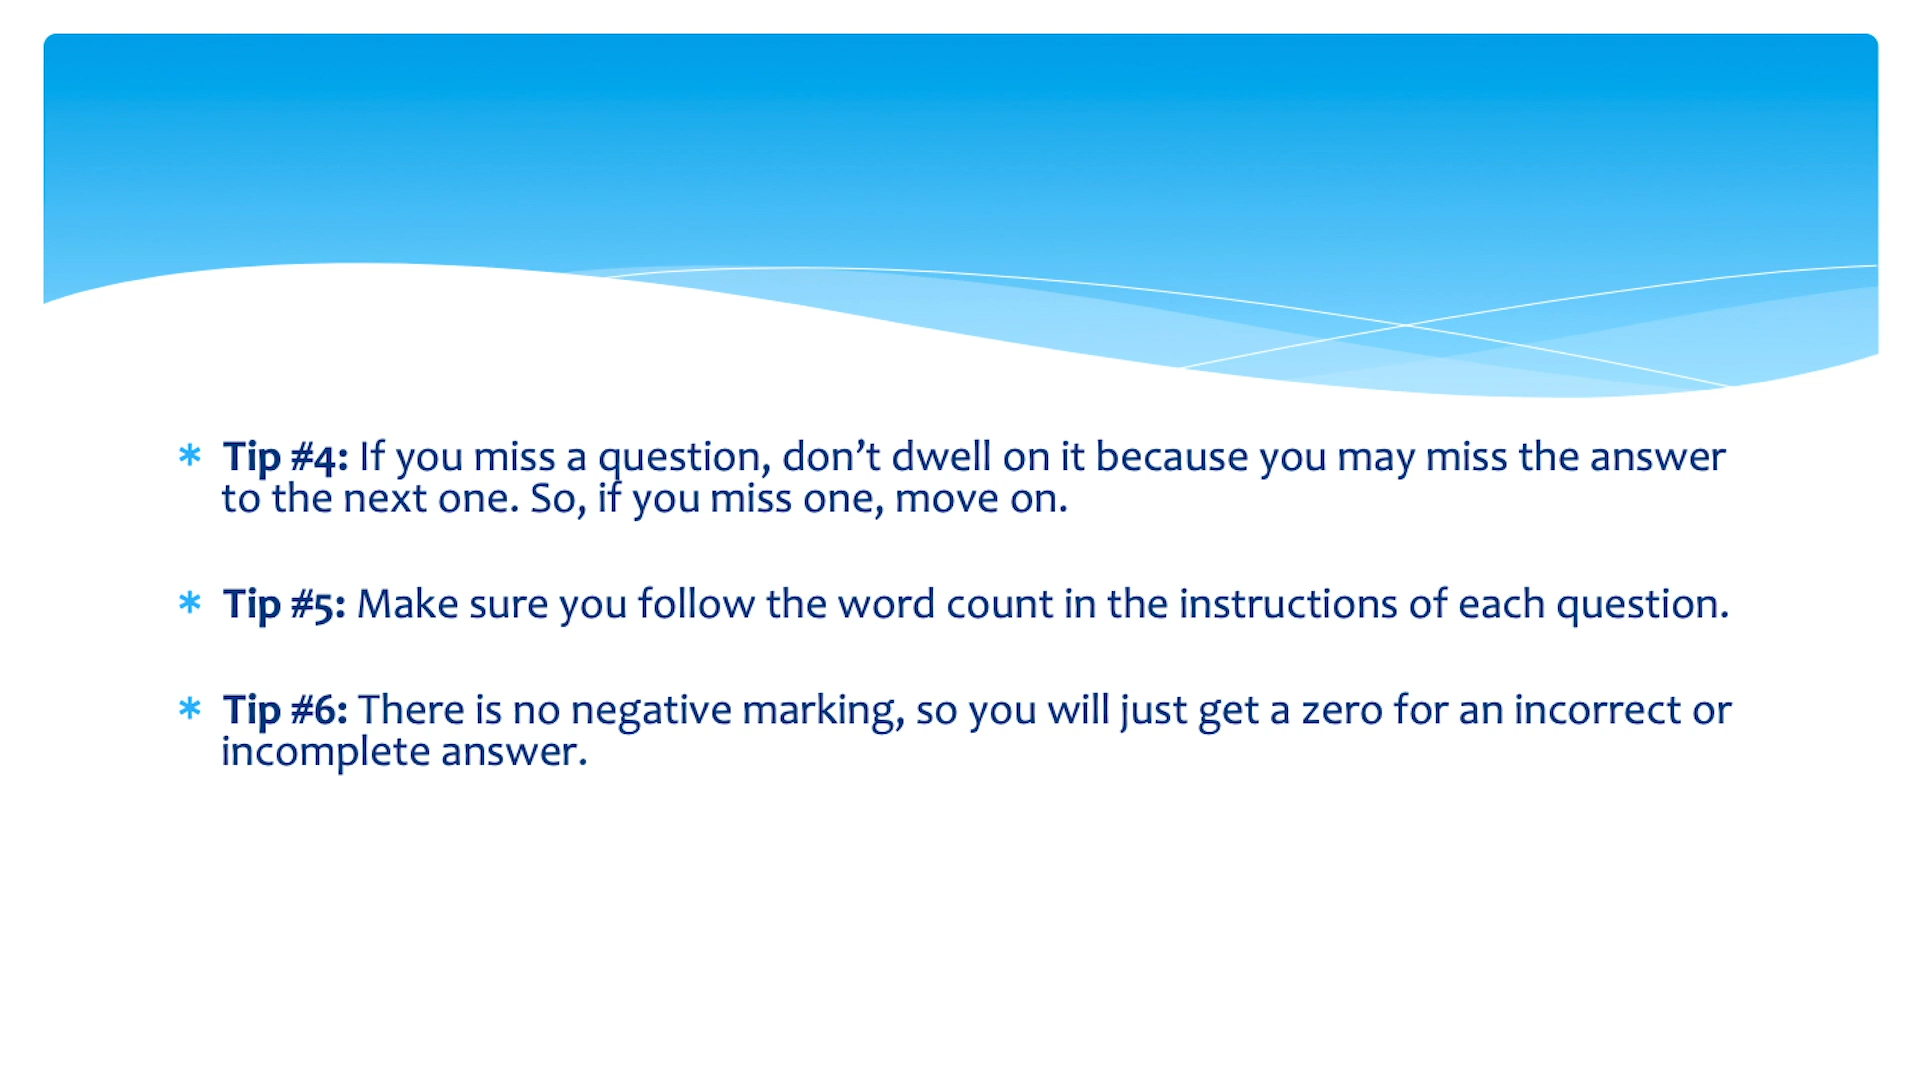 * Tip #4: If you miss a question, don’t dwell on it because you may miss the answer
to the next one. So, if you miss one, move on.
* Tip #5: Make sure you follow the word count in the instructions of each question.
* Tip #6: There is no negative marking, so you will just get a zero for an incorrect or
incomplete answer.